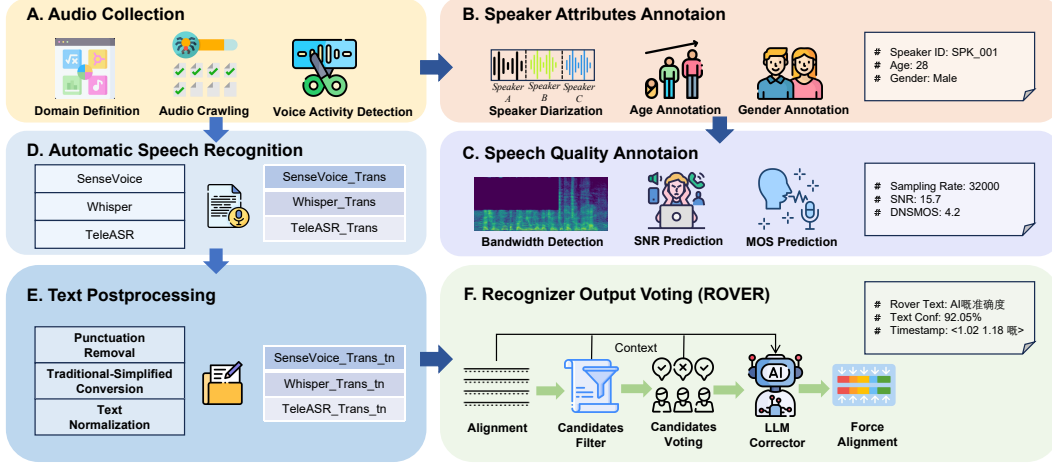 A. Audio Collection
Domain Definition
Audio Crawling
Voice Activity Detection
B. Speaker Attributes Annotaion
Speaker A
Speaker B
Speaker C
Speaker Diarization
Age Annotation
Gender Annotation
# Speaker ID: SPK_001
# Age: 28
# Gender: Male
D. Automatic Speech Recognition
SenseVoice
Whisper
TeleASR
SenseVoice_Trans
Whisper_Trans
TeleASR_Trans
C. Speech Quality Annotaion
Bandwidth Detection
SNR Prediction
MOS Prediction
# Sampling Rate: 32000
# SNR: 15.7
# DNSMOS: 4.2
E. Text Postprocessing
Punctuation
Removal
Traditional-Simplified
Conversion
Text
Normalization
SenseVoice_Trans_tn
Whisper_Trans_tn
TeleASR_Trans_tn
F. Recognizer Output Voting (ROVER)
Context
AI
Alignment
Candidates
Filter
Candidates
Voting
LLM
Corrector
Force
Alignment
# Rover Text: AI嘅准确度
# Text Conf: 92.05%
# Timestamp: <1.02 1.18 嘅>